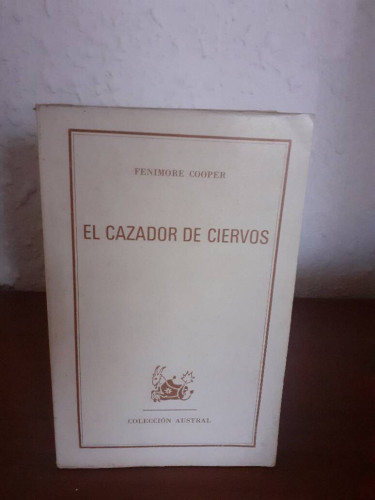 FENIMORE COOPER
EL CAZADOR DE CIERVOS
COLECCIÓN AUSTRAL